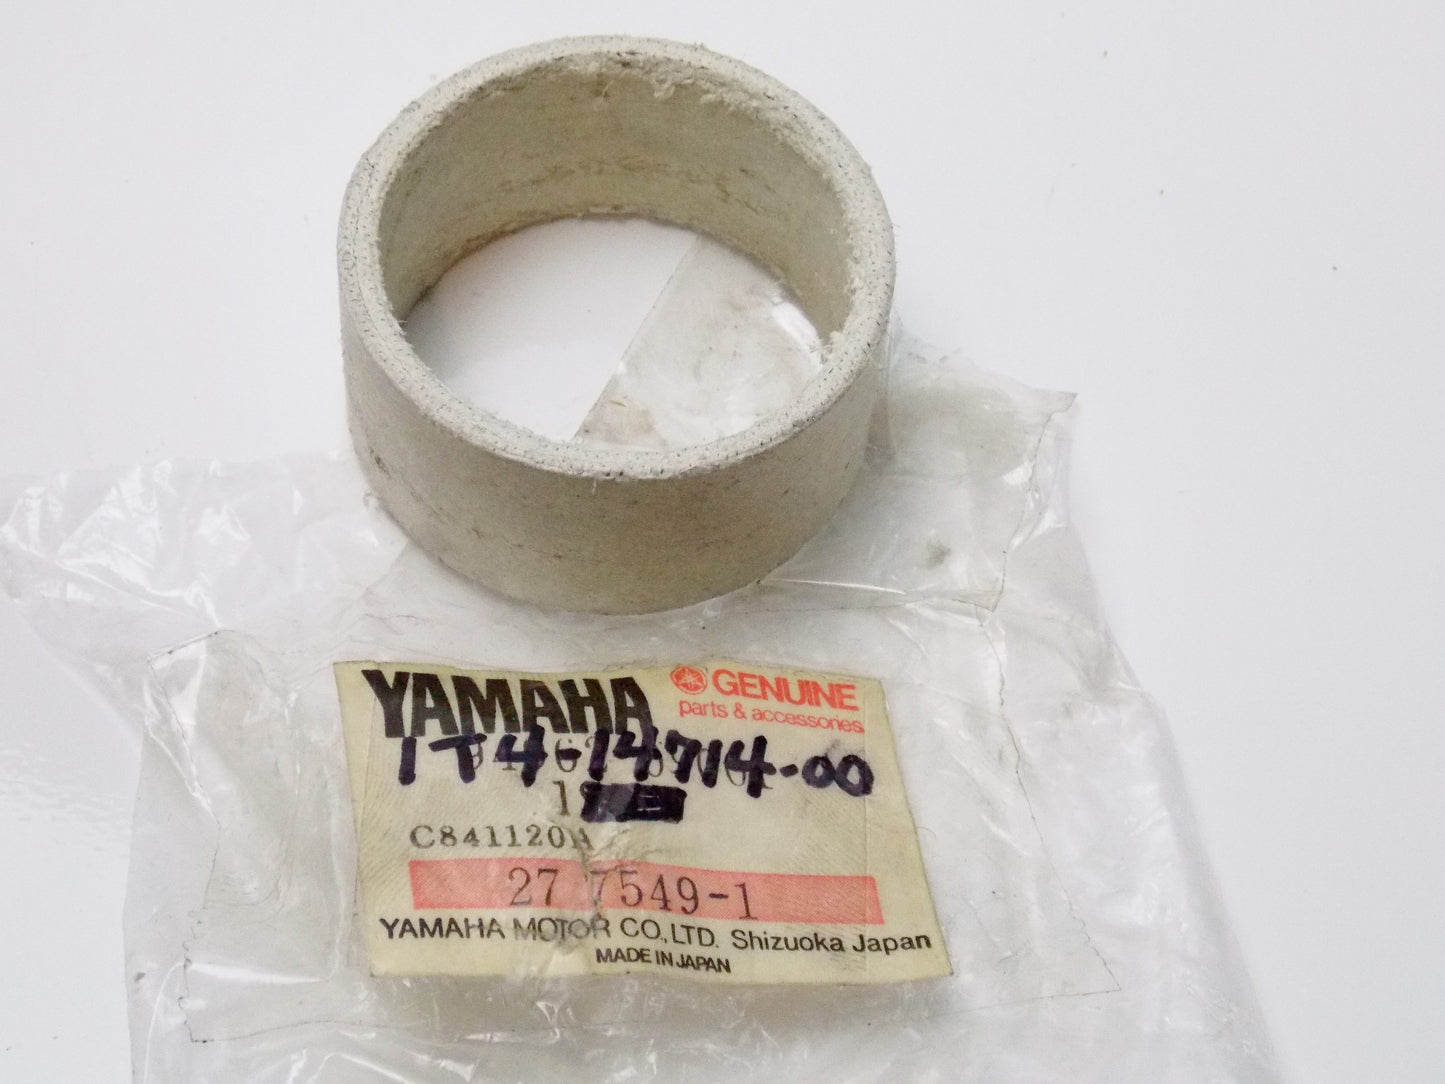 YAMAHA GENUINE
parts & accessories
1T4-14714-00
C841120A
27 7549-1
YAMAHA MOTOR CO.,LTD. Shizuoka Japan
MADE IN JAPAN